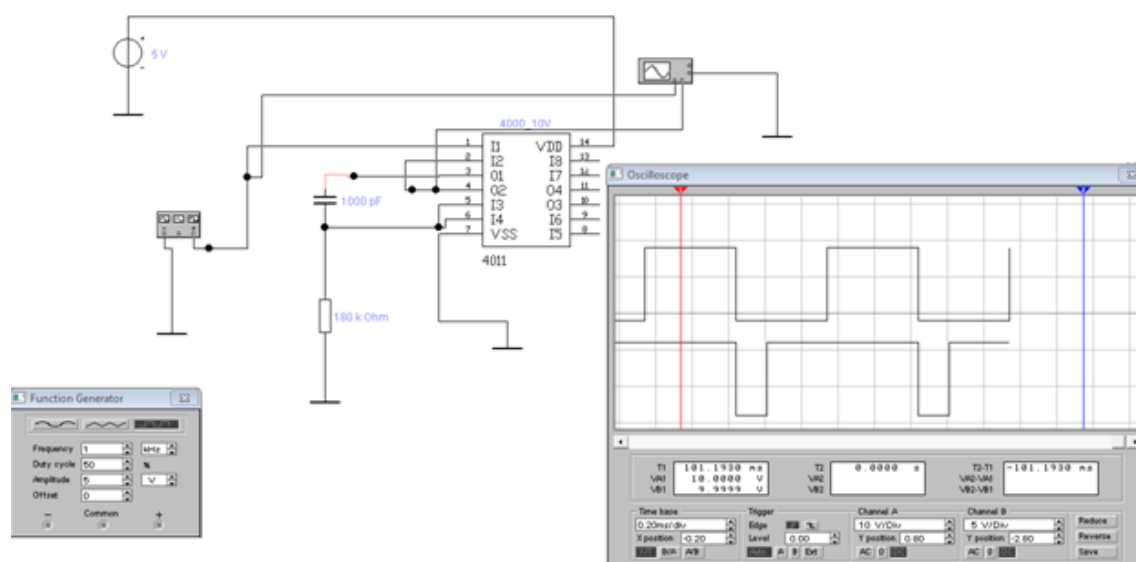 5 V
4000_10V
1 I1 VDD 14
2 I2 I8 13
3 O1 I7 12
4 O2 O4 11
5 I3 O3 10
6 I4 I6 9
7 VSS I5 8
4011
1000 pF
180 k Ohm
Oscilloscope
T1 101.1930 ms T2 0.0000 s T2-T1 -101.1930 ms
VA1 10.0000 V VA2 VA2-VA1
VB1 9.9999 V VB2 VB2-VB1
Time base Trigger Channel A Channel B
0.20ms/div Edge 10 V/Div 5 V/Div Reduce
X position -0.20 Level 0.00 Y position 0.80 Y position -2.80 Reverse
Y/T B/A A/B Auto A B Ext AC 0 DC AC 0 DC Save
Function Generator
Frequency 1 kHz
Duty cycle 50 %
Amplitude 5 V
Offset 0
− Common +